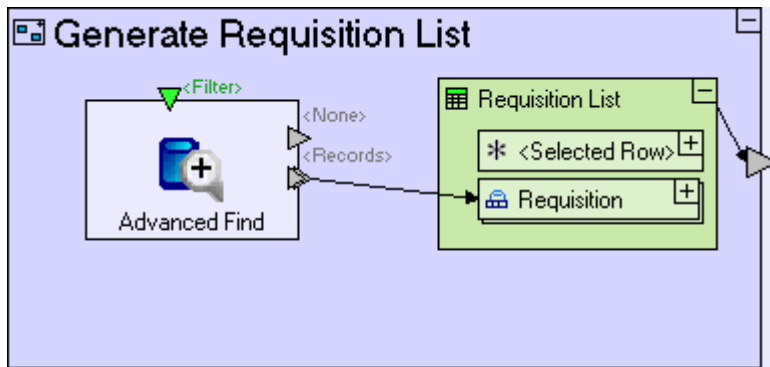 Generate Requisition List
<Filter>
<None>
<Records>
Advanced Find
Requisition List
<Selected Row>
Requisition